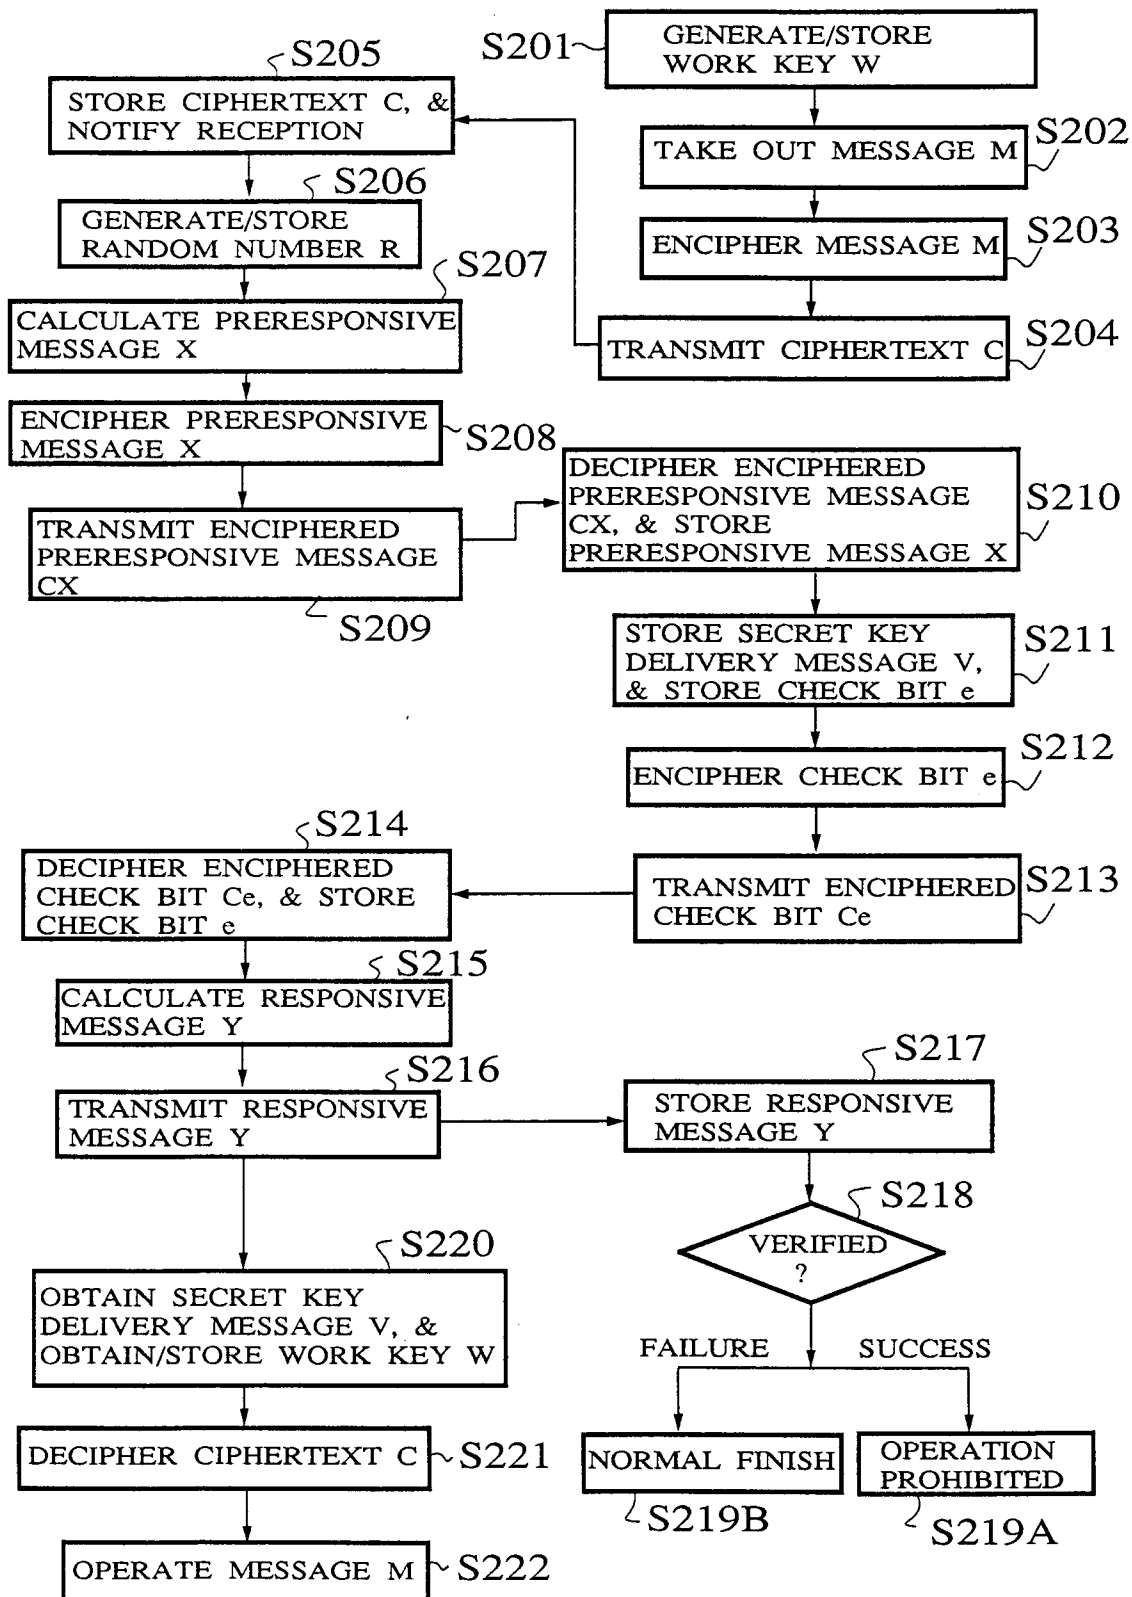 S201
GENERATE/STORE
WORK KEY W
S202
TAKE OUT MESSAGE M
S203
ENCIPHER MESSAGE M
S204
TRANSMIT CIPHERTEXT C
S205
STORE CIPHERTEXT C, &
NOTIFY RECEPTION
S206
GENERATE/STORE
RANDOM NUMBER R
S207
CALCULATE PRERESPONSIVE
MESSAGE X
ENCIPHER PRERESPONSIVE
MESSAGE X
S208
TRANSMIT ENCIPHERED
PRERESPONSIVE MESSAGE
CX
S209
DECIPHER ENCIPHERED
PRERESPONSIVE MESSAGE
CX, & STORE
PRERESPONSIVE MESSAGE X
S210
STORE SECRET KEY
DELIVERY MESSAGE V,
& STORE CHECK BIT e
S211
S212
ENCIPHER CHECK BIT e
TRANSMIT ENCIPHERED
CHECK BIT Ce
S213
S214
DECIPHER ENCIPHERED
CHECK BIT Ce, & STORE
CHECK BIT e
S215
CALCULATE RESPONSIVE
MESSAGE Y
S216
TRANSMIT RESPONSIVE
MESSAGE Y
S217
STORE RESPONSIVE
MESSAGE Y
S218
VERIFIED
?
FAILURE
SUCCESS
NORMAL FINISH
S219B
OPERATION
PROHIBITED
S219A
S220
OBTAIN SECRET KEY
DELIVERY MESSAGE V, &
OBTAIN/STORE WORK KEY W
DECIPHER CIPHERTEXT C
S221
OPERATE MESSAGE M
S222